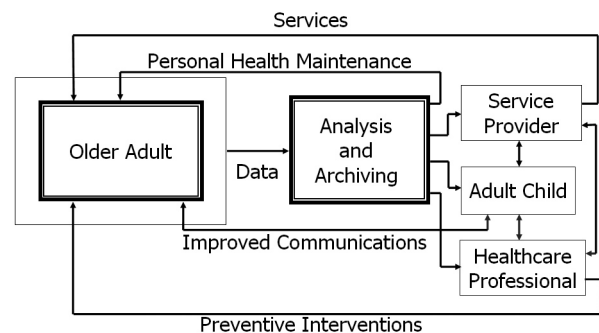 Services
Personal Health Maintenance
Service
Provider
Analysis
and
Archiving
Older Adult
Data
Adult Child
Improved Communications
Healthcare
Professional
Preventive Interventions